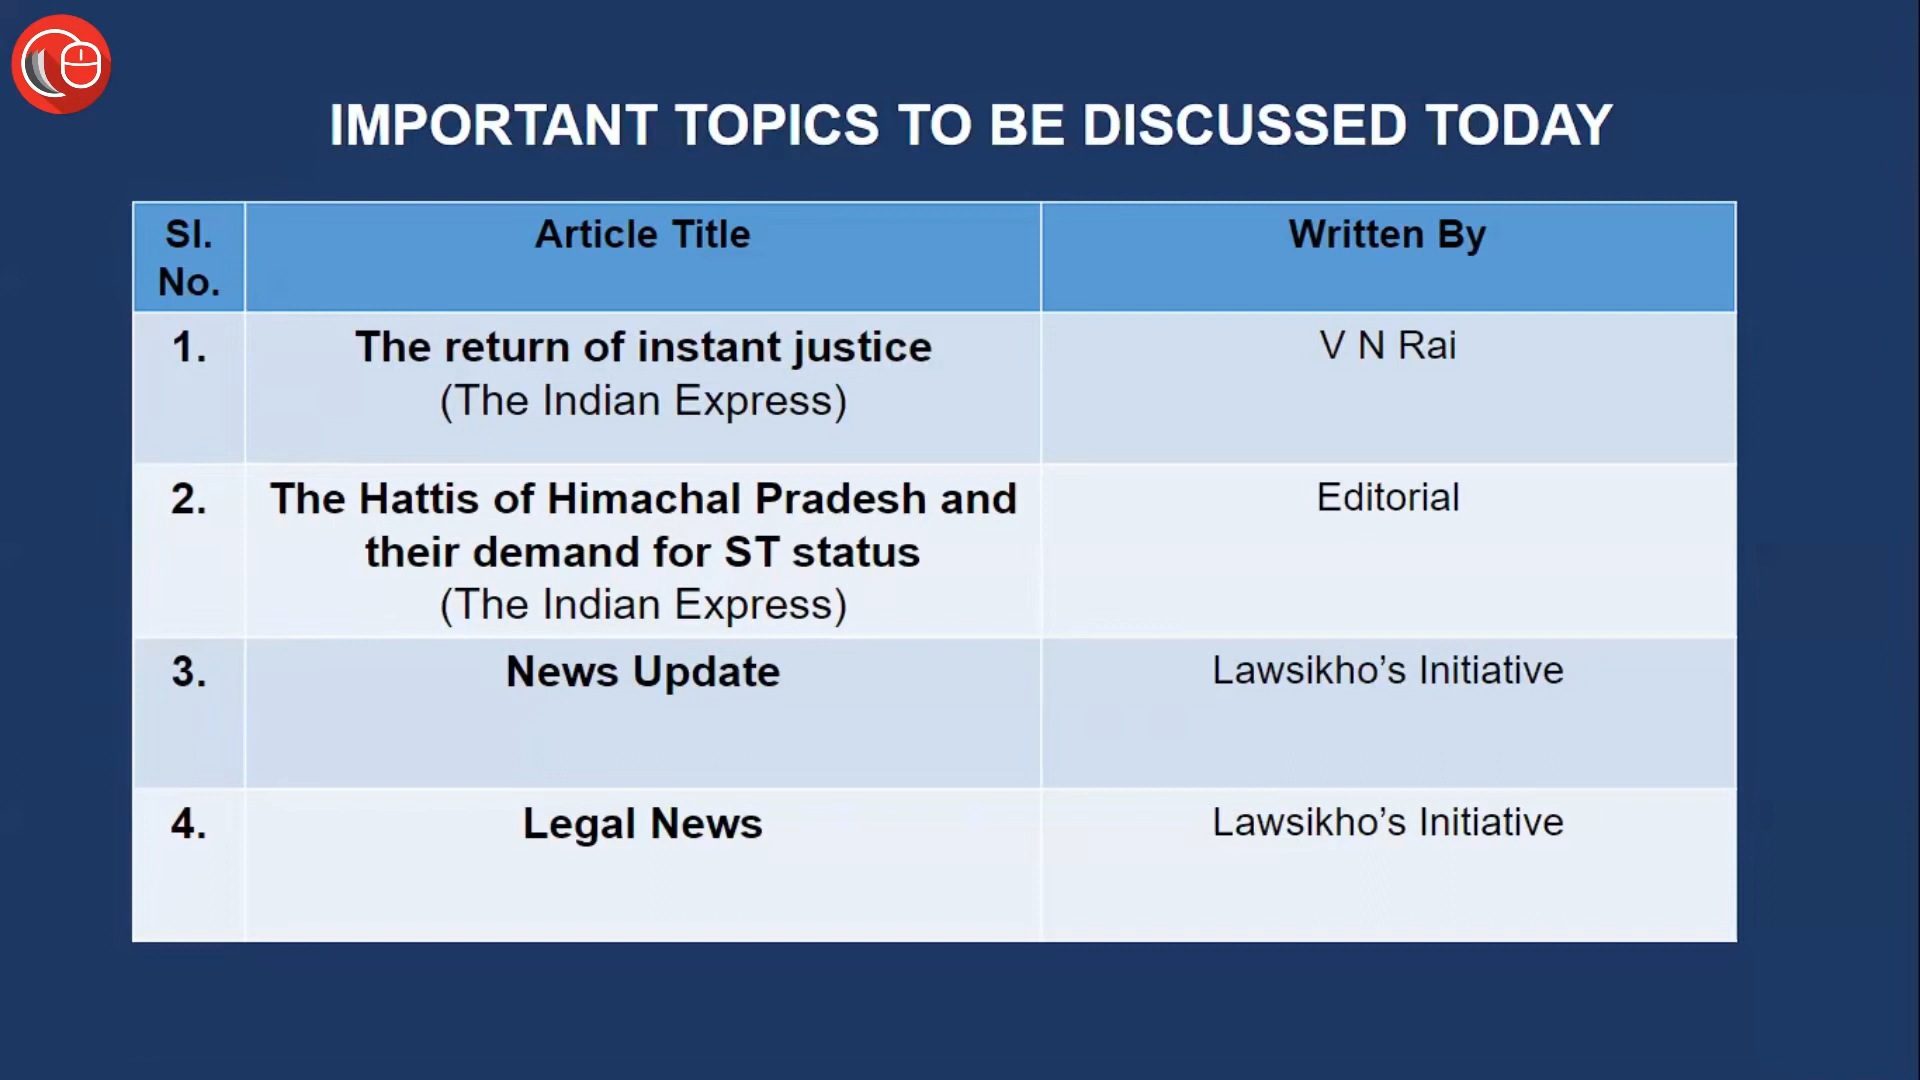 IMPORTANT TOPICS TO BE DISCUSSED TODAY
Sl. No.
Article Title
Written By
1.
The return of instant justice
(The Indian Express)
V N Rai
2.
The Hattis of Himachal Pradesh and
their demand for ST status
(The Indian Express)
Editorial
3.
News Update
Lawsikho’s Initiative
4.
Legal News
Lawsikho’s Initiative